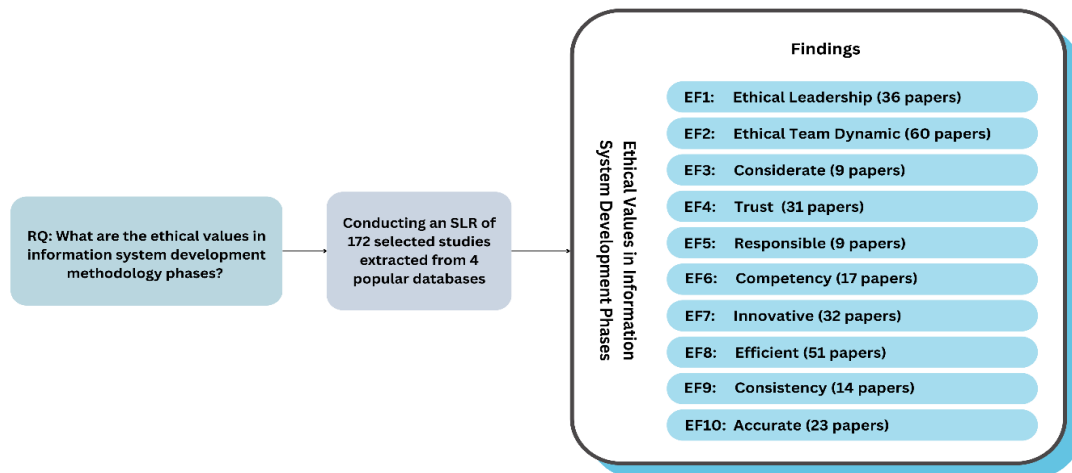 RQ: What are the ethical values in
information system development
methodology phases?
Conducting an SLR of
172 selected studies
extracted from 4
popular databases
Ethical Values in Information
System Development Phases
Findings
EF1: Ethical Leadership (36 papers)
EF2: Ethical Team Dynamic (60 papers)
EF3: Considerate (9 papers)
EF4: Trust (31 papers)
EF5: Responsible (9 papers)
EF6: Competency (17 papers)
EF7: Innovative (32 papers)
EF8: Efficient (51 papers)
EF9: Consistency (14 papers)
EF10: Accurate (23 papers)